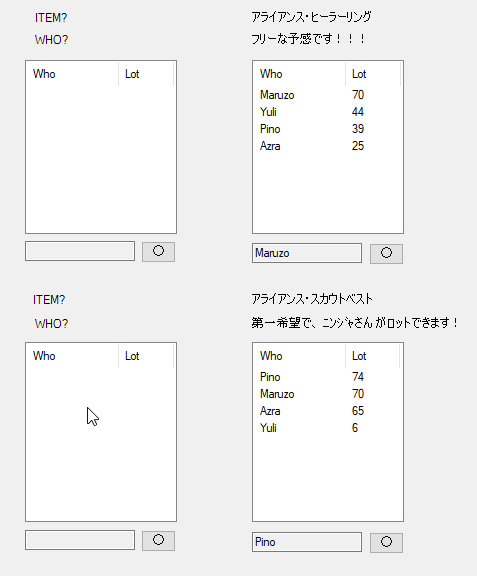 ITEM?
WHO?
Who Lot
○
アライアンス・ヒーラーリング
フリーな予感です！！！
Who Lot
Maruzo 70
Yuli 44
Pino 39
Azra 25
Maruzo ○
ITEM?
WHO?
Who Lot
○
アライアンス・スカウトベスト
第一希望で、ﾆﾝｼﾞｬさんがﾛｯﾄできます！
Who Lot
Pino 74
Maruzo 70
Azra 65
Yuli 6
Pino ○